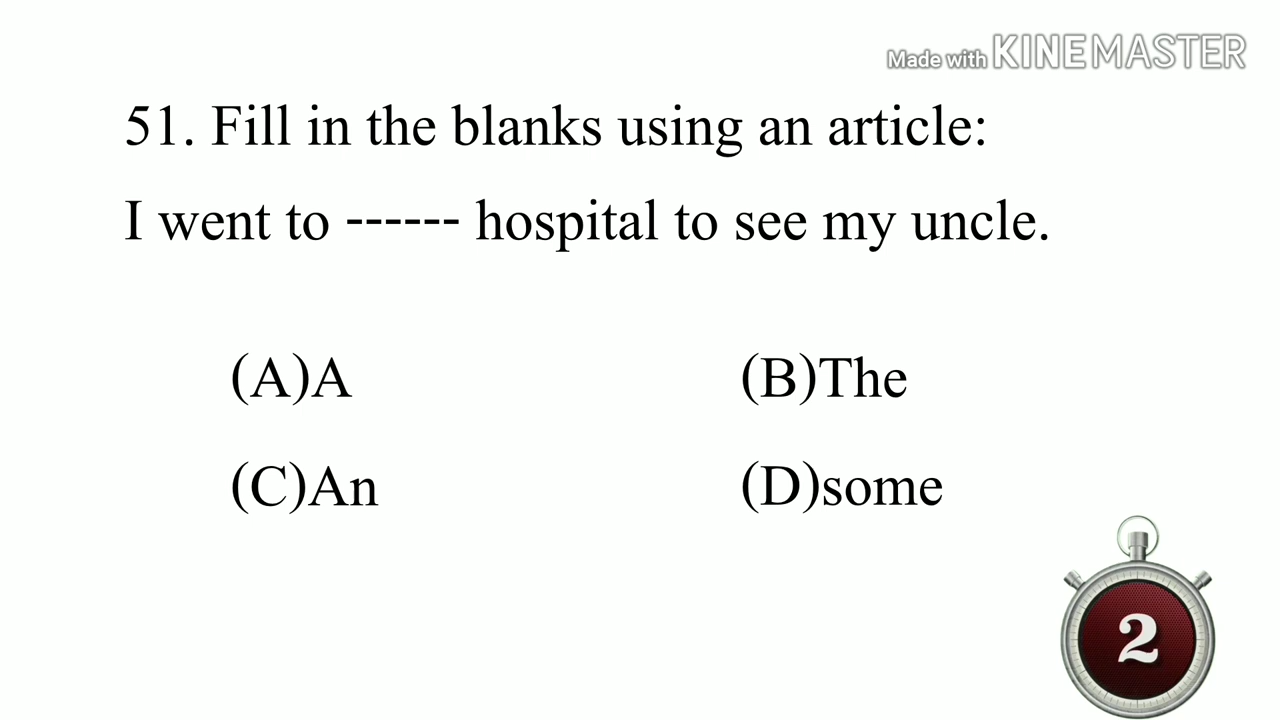 Made with KINEMASTER
51. Fill in the blanks using an article:
I went to ------ hospital to see my uncle.
(A)A (B)The
(C)An (D)some
2